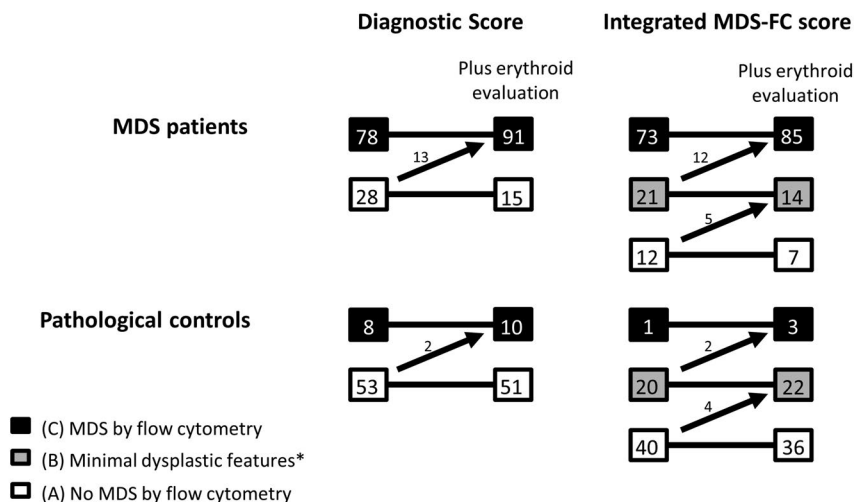 Diagnostic Score
Integrated MDS-FC score
Plus erythroid
evaluation
Plus erythroid
evaluation
MDS patients
78
91
73
85
13
12
28
15
21
14
5
12
7
Pathological controls
8
10
1
3
2
2
53
51
20
22
4
40
36
(C) MDS by flow cytometry
(B) Minimal dysplastic features*
(A) No MDS by flow cytometry